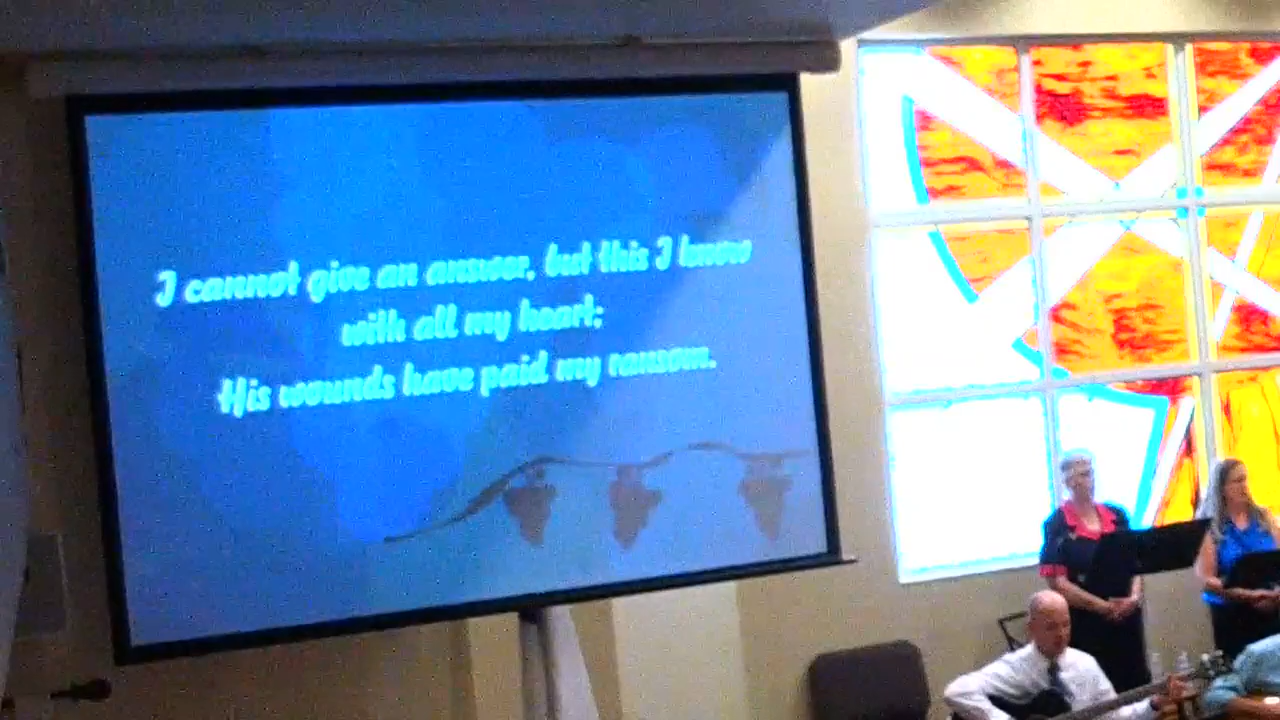 I cannot give an answer, but this I know
with all my heart;
His wounds have paid my ransom.